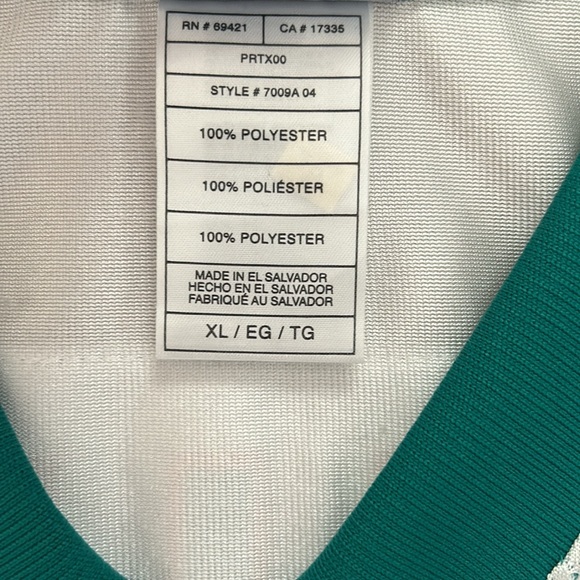 RN # 69421 CA # 17335
PRTX00
STYLE # 7009A 04
100% POLYESTER
100% POLIÉSTER
100% POLYESTER
MADE IN EL SALVADOR
HECHO EN EL SALVADOR
FABRIQUÉ AU SALVADOR
XL / EG / TG